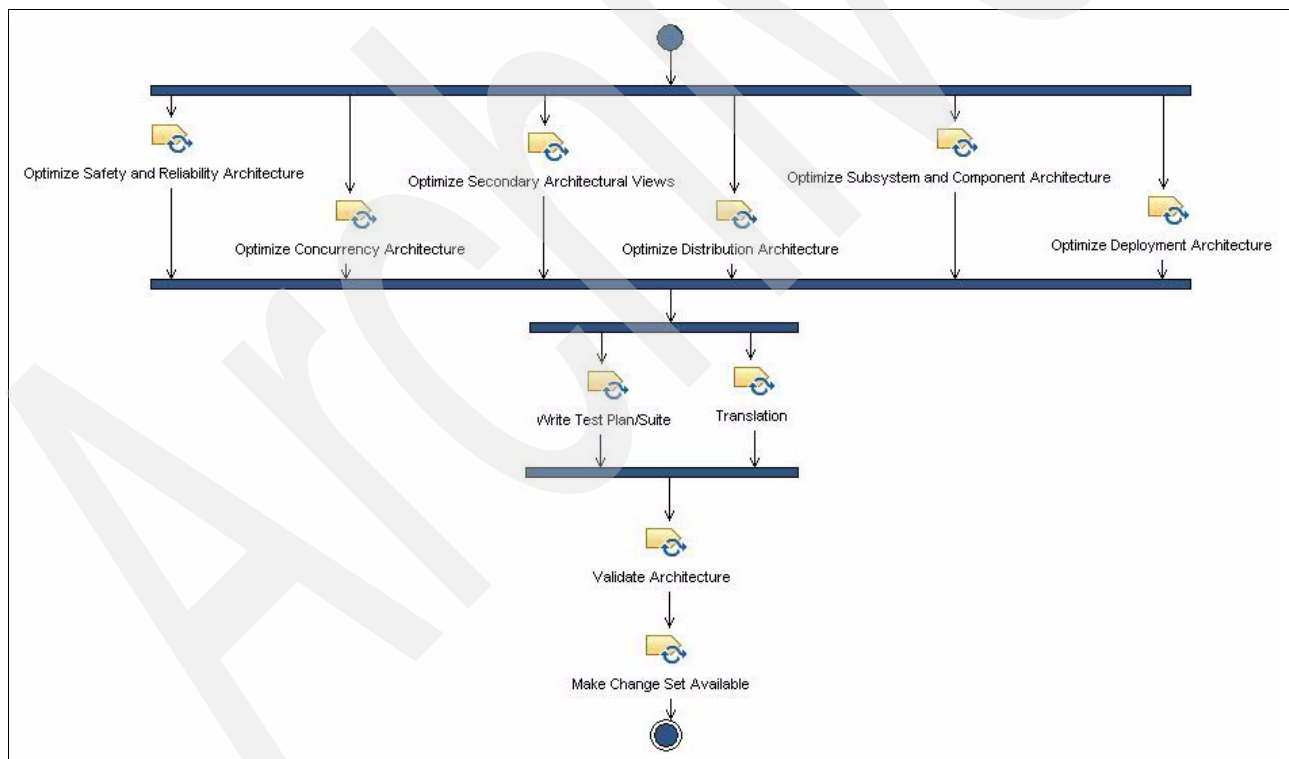 Optimize Safety and Reliability Architecture
Optimize Secondary Architectural Views
Optimize Subsystem and Component Architecture
Optimize Concurrency Architecture
Optimize Distribution Architecture
Optimize Deployment Architecture
Write Test Plan/Suite
Translation
Validate Architecture
Make Change Set Available